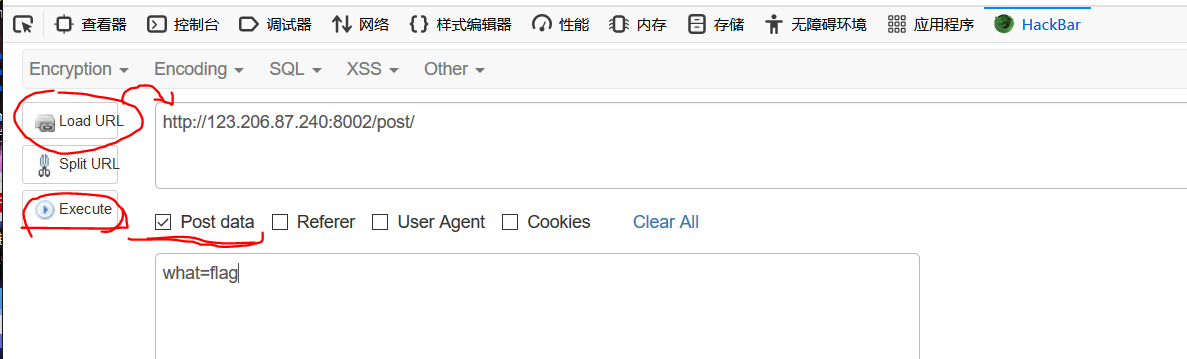 查看器 控制台 调试器 网络 样式编辑器 性能 内存 存储 无障碍环境 应用程序 HackBar
Encryption Encoding SQL XSS Other
Load URL http://123.206.87.240:8002/post/
Split URL
Execute
Post data Referer User Agent Cookies Clear All
what=flag